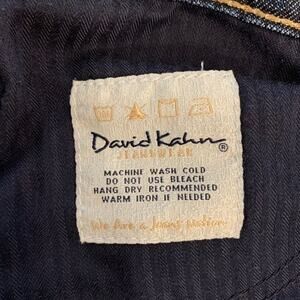 David Kahn®
JEANSWEAR
MACHINE WASH COLD
DO NOT USE BLEACH
HANG DRY RECOMMENDED
WARM IRON IF NEEDED
We Are a Jeans Nation